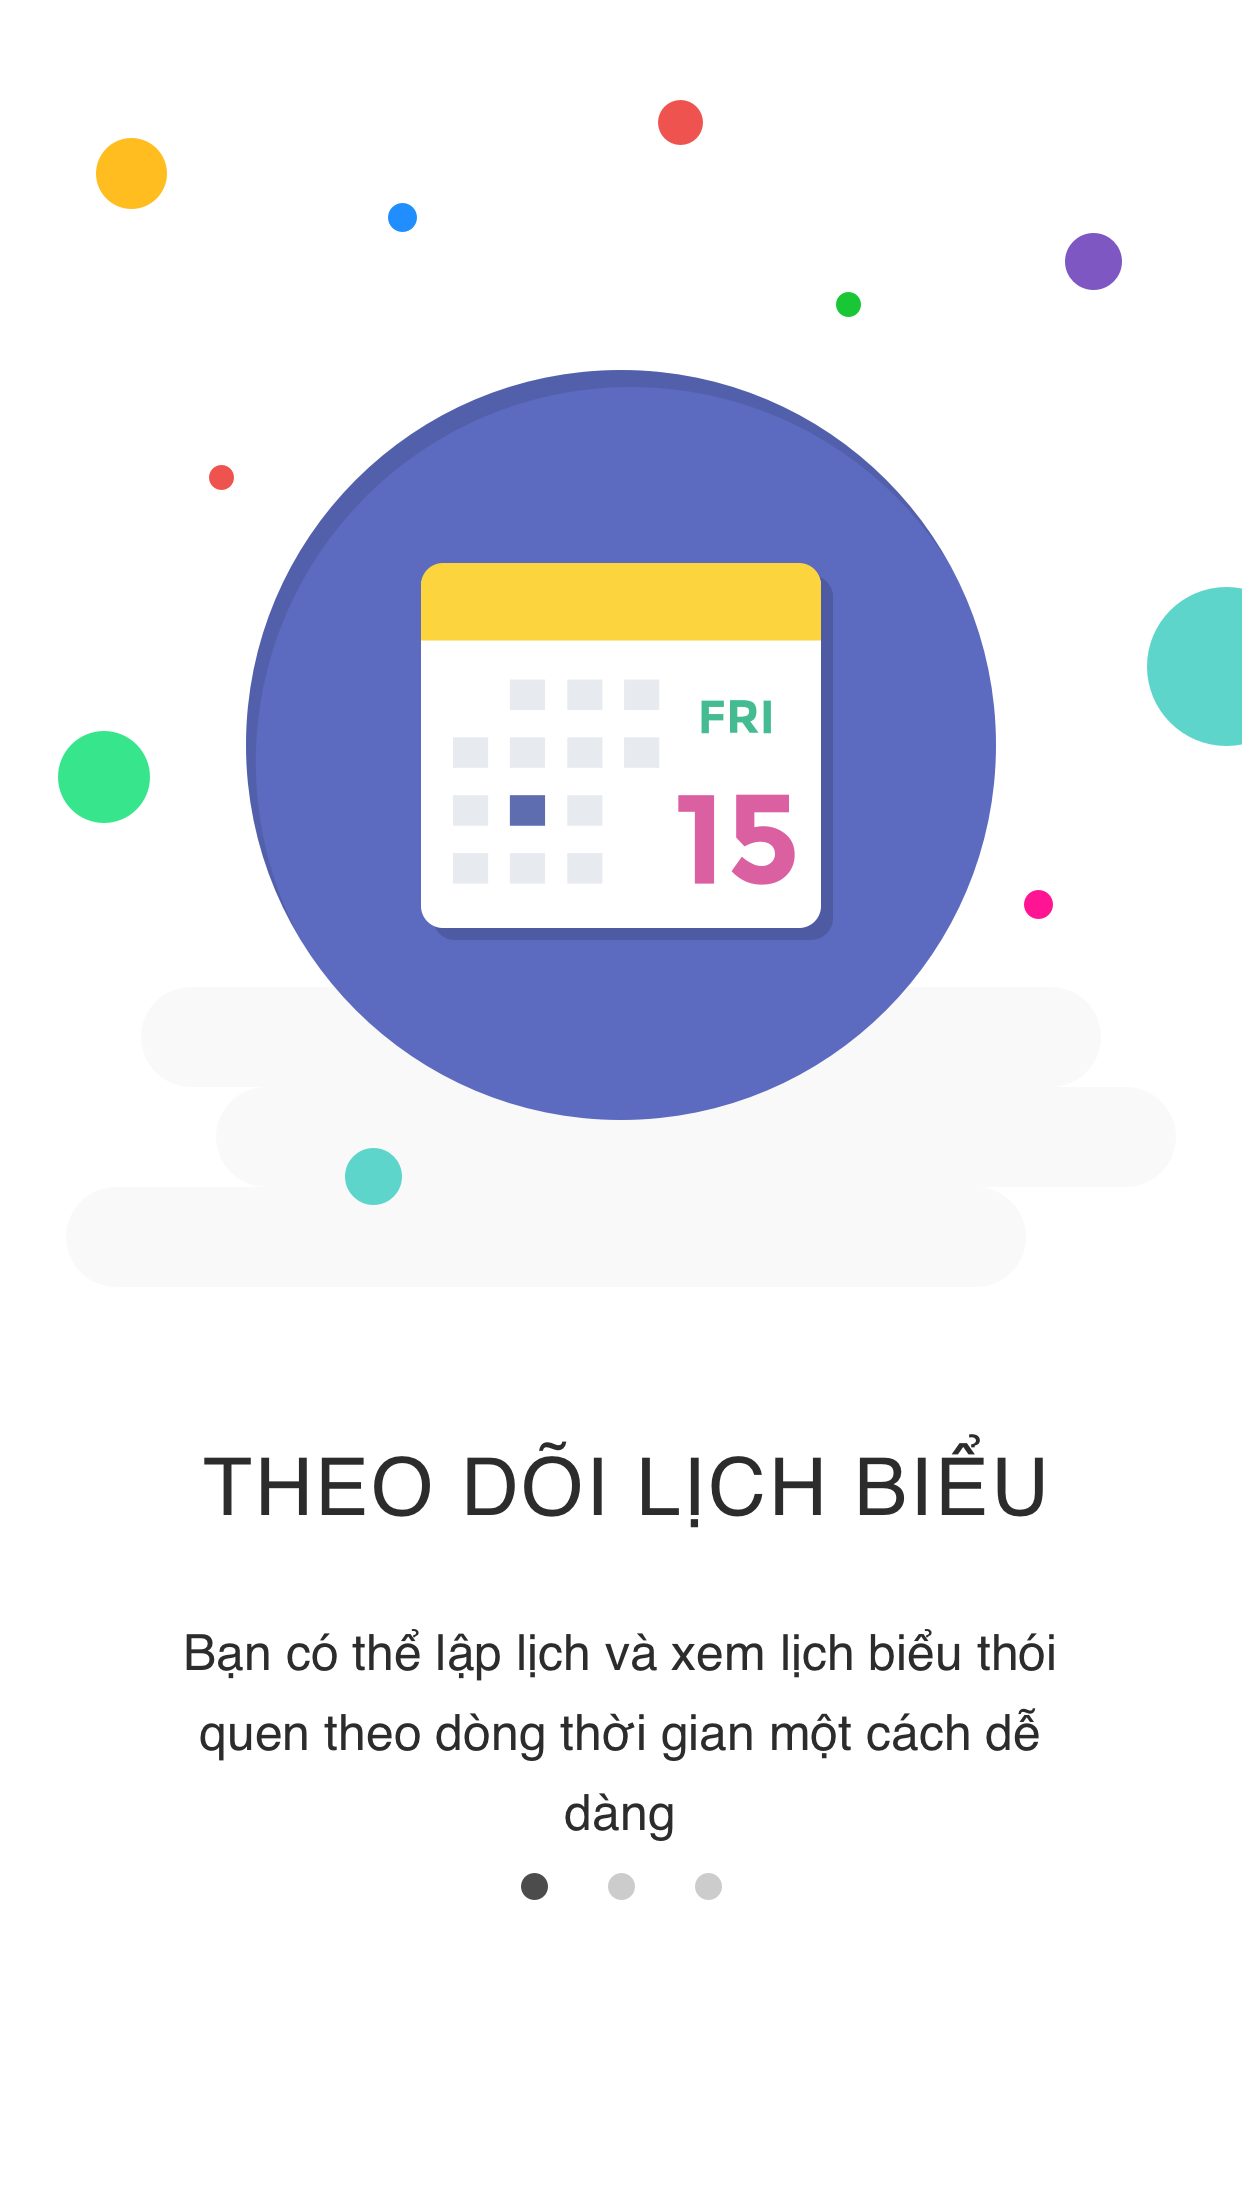 FRI
15
THEO DÕI LỊCH BIỂU
Bạn có thể lập lịch và xem lịch biểu thói
quen theo dòng thời gian một cách dễ
dàng